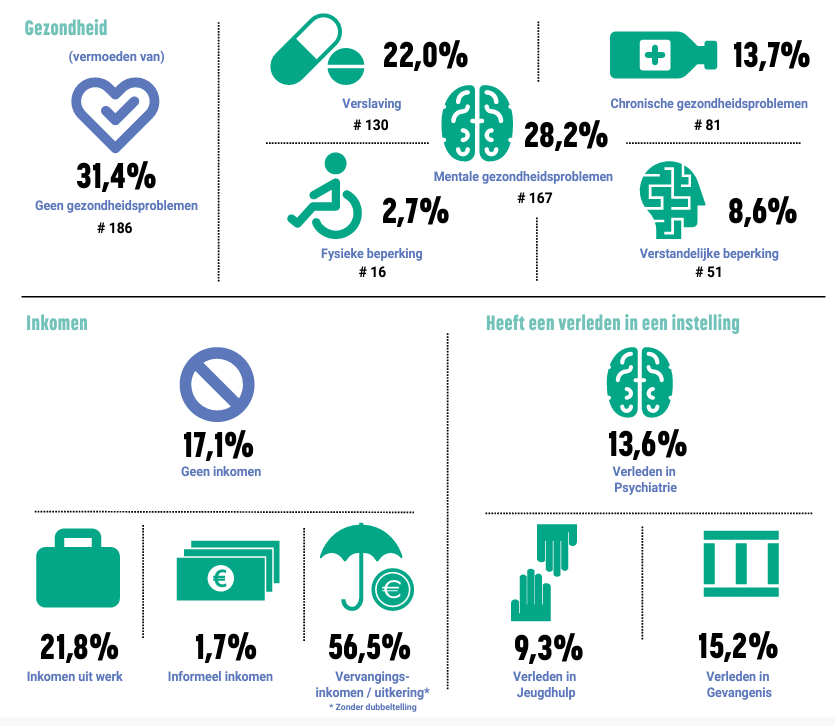 Gezondheid
(vermoeden van)
31,4%
Geen gezondheidsproblemen
# 186
22,0%
Verslaving
# 130
28,2%
Mentale gezondheidsproblemen
# 167
13,7%
Chronische gezondheidsproblemen
# 81
2,7%
Fysieke beperking
# 16
8,6%
Verstandelijke beperking
# 51
Inkomen
17,1%
Geen inkomen
21,8%
Inkomen uit werk
€
1,7%
Informeel inkomen
€
56,5%
Vervangings-
inkomen / uitkering*
* Zonder dubbeltelling
Heeft een verleden in een instelling
13,6%
Verleden in
Psychiatrie
9,3%
Verleden in
Jeugdhulp
15,2%
Verleden in
Gevangenis